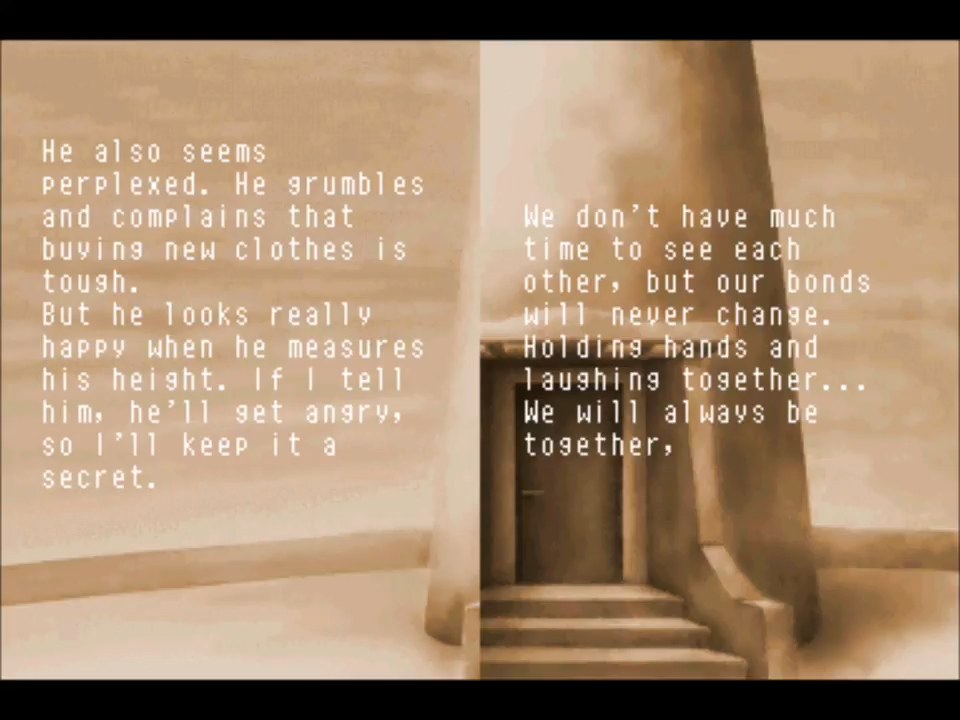 He also seems
perplexed. He grumbles
and complains that
buying new clothes is
tough.
But he looks really
happy when he measures
his height. If I tell
him, he'll get angry,
so I'll keep it a
secret.
We don't have much
time to see each
other, but our bonds
will never change.
Holding hands and
laughing together...
We will always be
together,